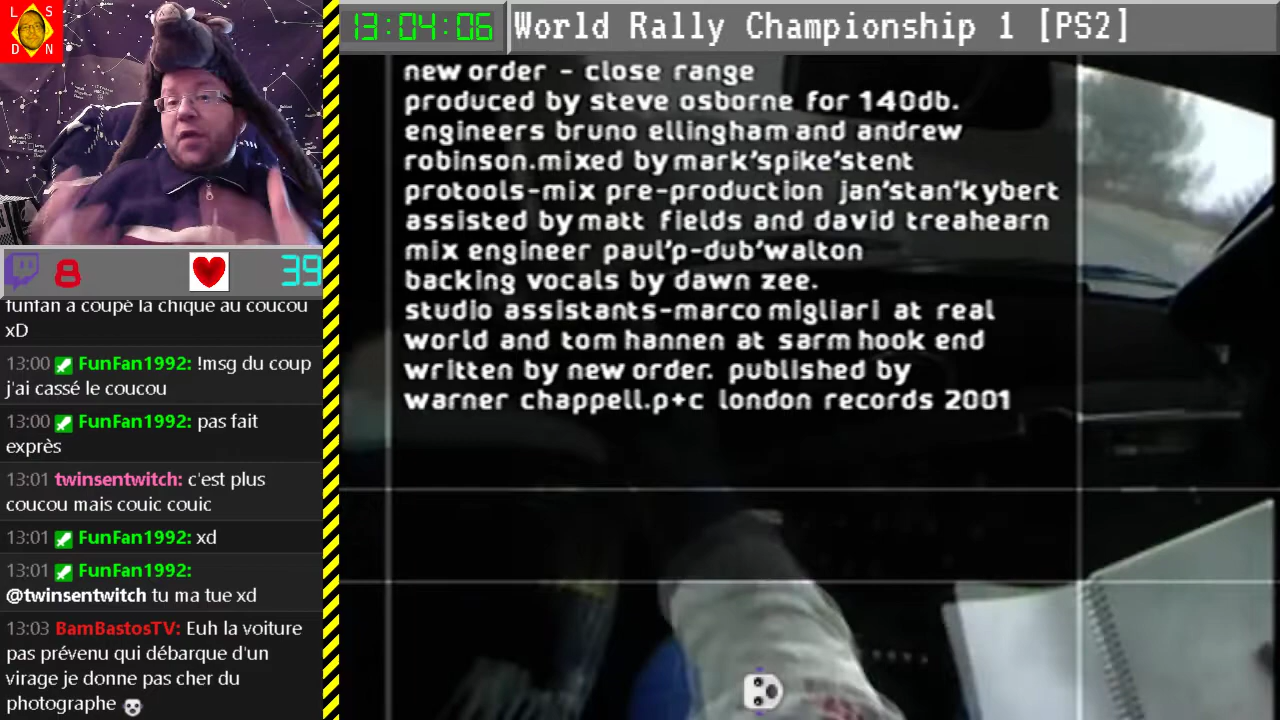 L S
D N
13:04:06
World Rally Championship 1 [PS2]
8
39
funfan a coupé la chique au coucou
xD
13:00 FunFan1992: !msg du coup
j'ai cassé le coucou
13:00 FunFan1992: pas fait
exprès
13:01 twinsentwitch: c'est plus
coucou mais couic couic
13:01 FunFan1992: xd
13:01 FunFan1992:
@twinsentwitch tu ma tue xd
13:03 BamBastosTV: Euh la voiture
pas prévenu qui débarque d'un
virage je donne pas cher du
photographe
new order - close range
produced by steve osborne for 140db.
engineers bruno ellingham and andrew
robinson.mixed by mark'spike'stent
protools-mix pre-production jan'stan'kybert
assisted by matt fields and david treahearn
mix engineer paul'p-dub'walton
backing vocals by dawn zee.
studio assistants-marco migliari at real
world and tom hannen at sarm hook end
written by new order. published by
warner chappell.p+c london records 2001